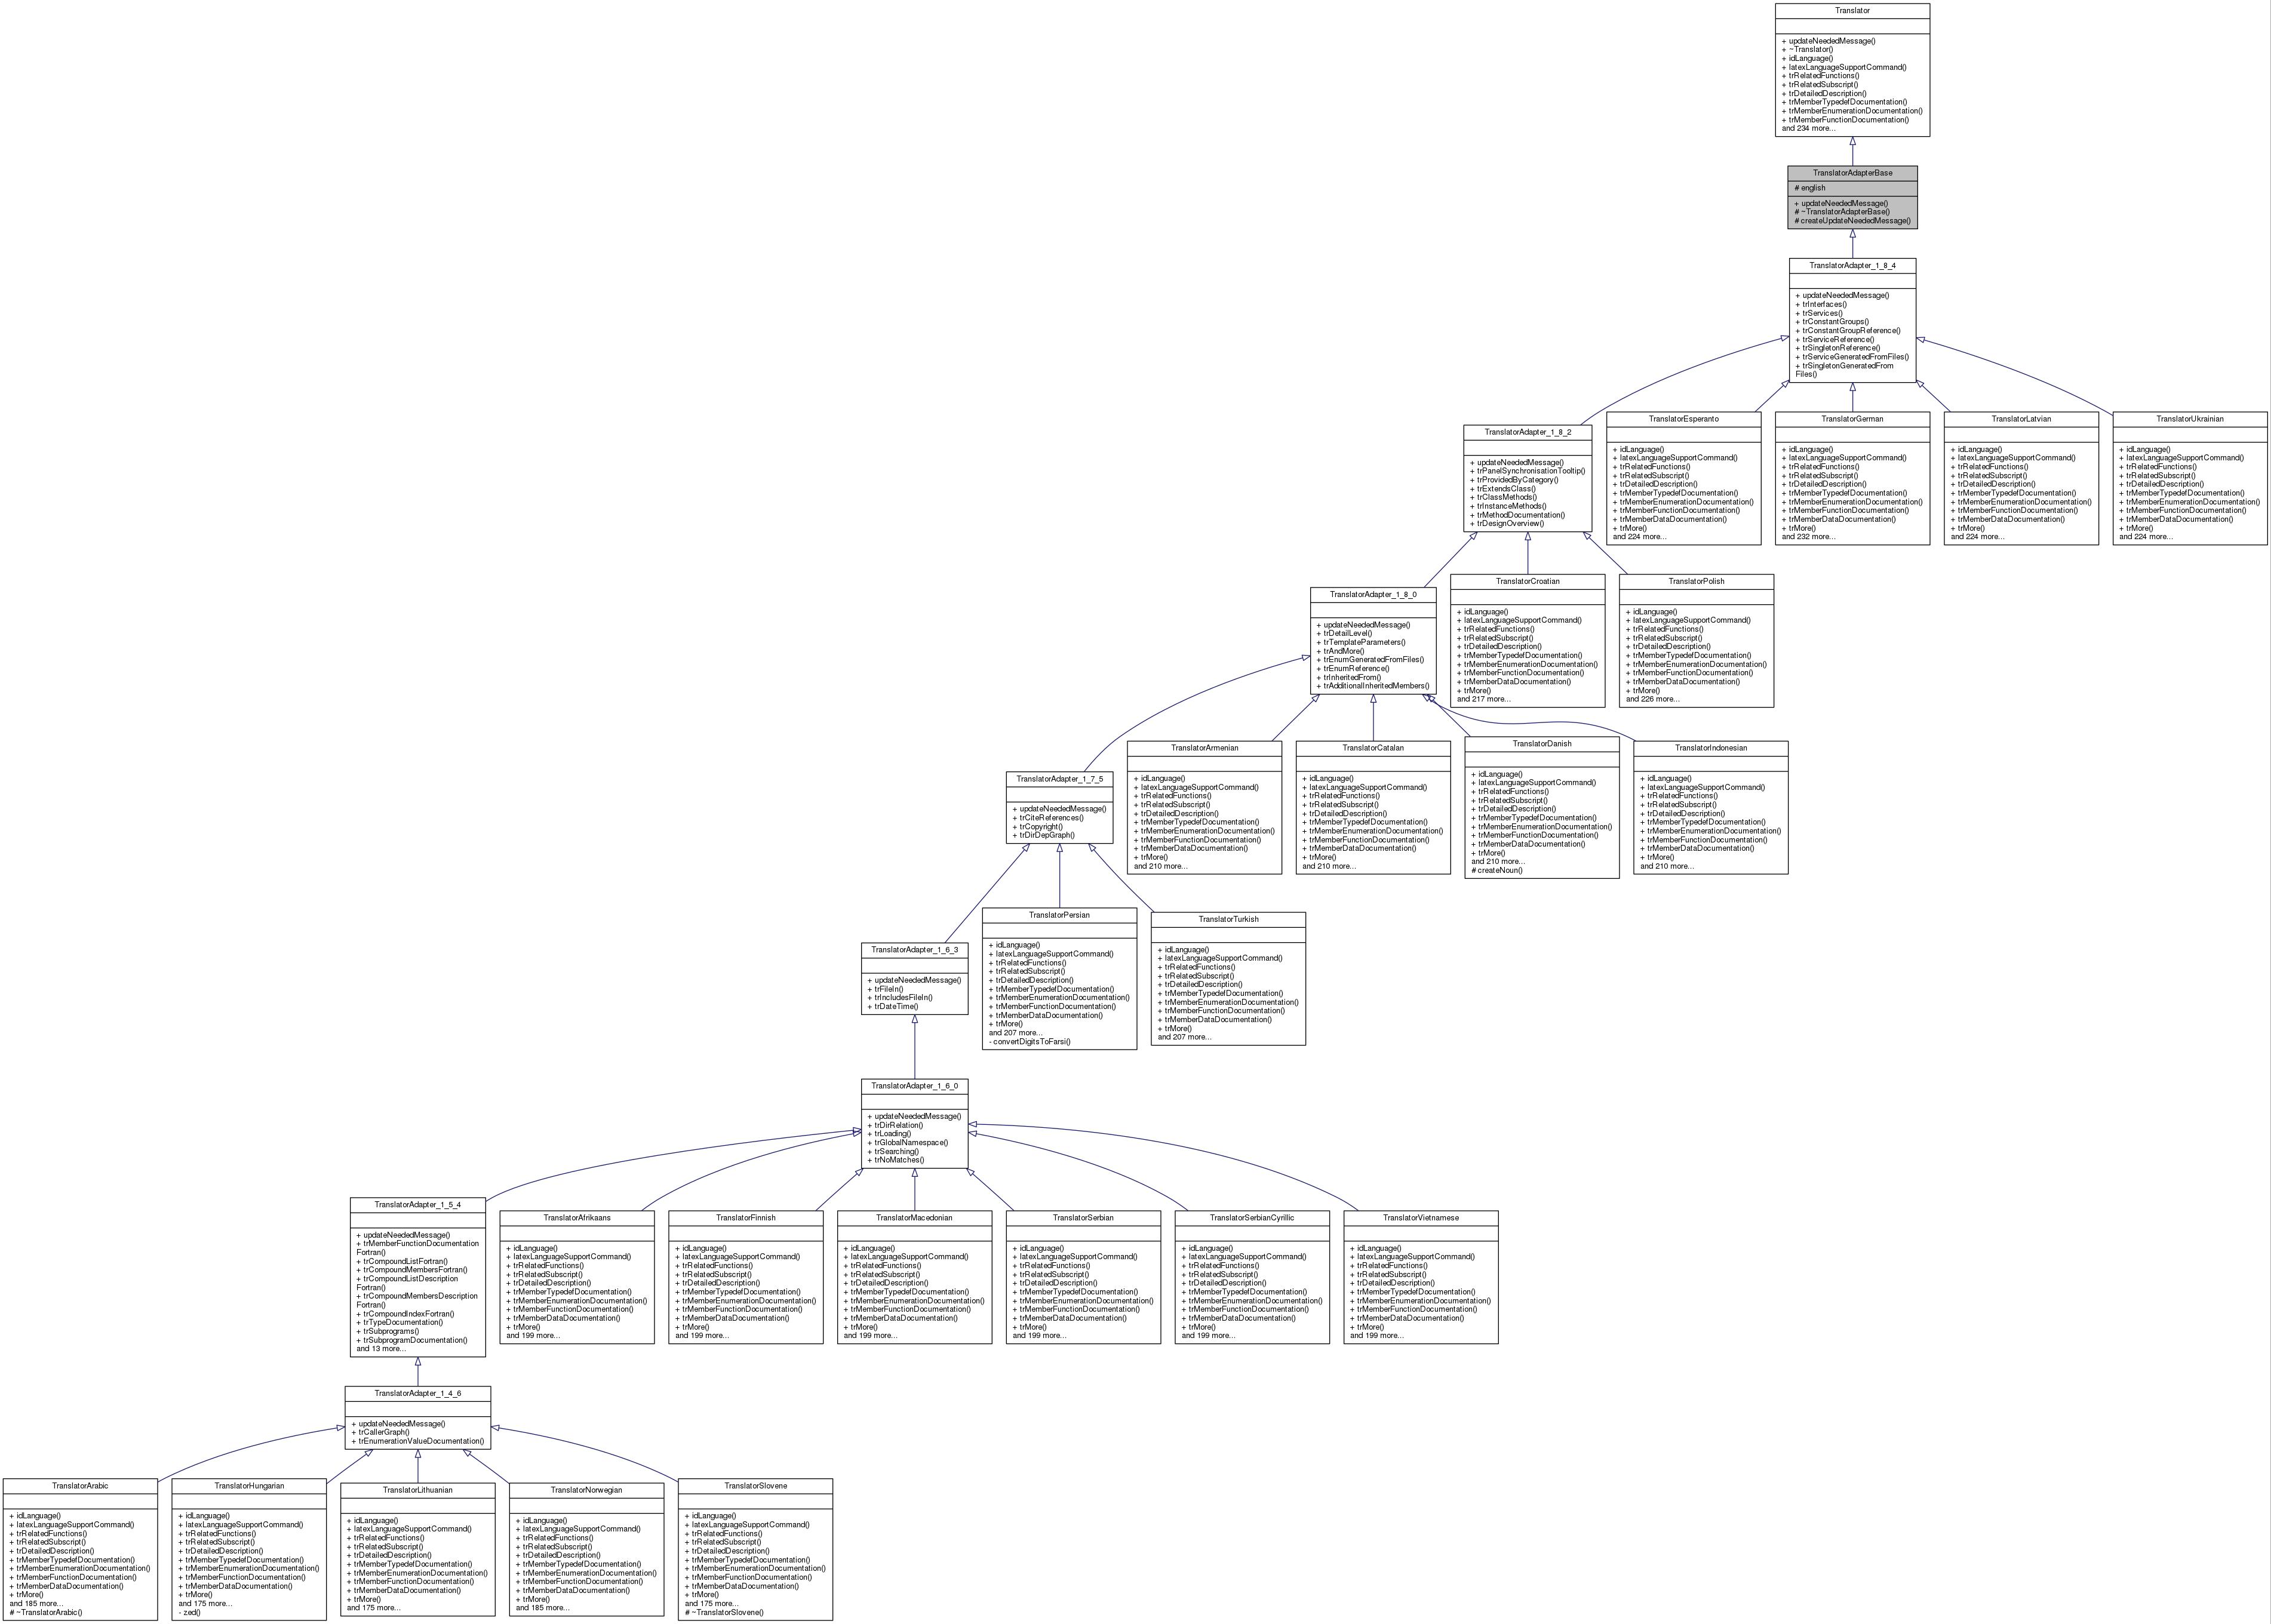 Translator
+ updateNeededMessage()
+ ~Translator()
+ idLanguage()
+ latexLanguageSupportCommand()
+ trRelatedFunctions()
+ trRelatedSubscript()
+ trDetailedDescription()
+ trMemberTypedefDocumentation()
+ trMemberEnumerationDocumentation()
+ trMemberFunctionDocumentation()
and 234 more...
TranslatorAdapterBase
# english
+ updateNeededMessage()
# ~TranslatorAdapterBase()
# createUpdateNeededMessage()
TranslatorAdapter_1_8_4
+ updateNeededMessage()
+ trInterfaces()
+ trServices()
+ trConstantGroups()
+ trConstantGroupReference()
+ trServiceReference()
+ trSingletonReference()
+ trServiceGeneratedFromFiles()
+ trSingletonGeneratedFrom
Files()
TranslatorAdapter_1_8_2
+ updateNeededMessage()
+ trPanelSynchronisationTooltip()
+ trProvidedByCategory()
+ trExtendsClass()
+ trClassMethods()
+ trInstanceMethods()
+ trMethodDocumentation()
+ trDesignOverview()
TranslatorEsperanto
+ idLanguage()
+ latexLanguageSupportCommand()
+ trRelatedFunctions()
+ trRelatedSubscript()
+ trDetailedDescription()
+ trMemberTypedefDocumentation()
+ trMemberEnumerationDocumentation()
+ trMemberFunctionDocumentation()
+ trMemberDataDocumentation()
+ trMore()
and 224 more...
TranslatorGerman
+ idLanguage()
+ latexLanguageSupportCommand()
+ trRelatedFunctions()
+ trRelatedSubscript()
+ trDetailedDescription()
+ trMemberTypedefDocumentation()
+ trMemberEnumerationDocumentation()
+ trMemberFunctionDocumentation()
+ trMemberDataDocumentation()
+ trMore()
and 232 more...
TranslatorLatvian
+ idLanguage()
+ latexLanguageSupportCommand()
+ trRelatedFunctions()
+ trRelatedSubscript()
+ trDetailedDescription()
+ trMemberTypedefDocumentation()
+ trMemberEnumerationDocumentation()
+ trMemberFunctionDocumentation()
+ trMemberDataDocumentation()
+ trMore()
and 224 more...
TranslatorUkrainian
+ idLanguage()
+ latexLanguageSupportCommand()
+ trRelatedFunctions()
+ trRelatedSubscript()
+ trDetailedDescription()
+ trMemberTypedefDocumentation()
+ trMemberEnumerationDocumentation()
+ trMemberFunctionDocumentation()
+ trMemberDataDocumentation()
+ trMore()
and 224 more...
TranslatorAdapter_1_8_0
+ updateNeededMessage()
+ trDetailLevel()
+ trTemplateParameters()
+ trAndMore()
+ trEnumGeneratedFromFiles()
+ trEnumReference()
+ trInheritedFrom()
+ trAdditionalInheritedMembers()
TranslatorCroatian
+ idLanguage()
+ latexLanguageSupportCommand()
+ trRelatedFunctions()
+ trRelatedSubscript()
+ trDetailedDescription()
+ trMemberTypedefDocumentation()
+ trMemberEnumerationDocumentation()
+ trMemberFunctionDocumentation()
+ trMemberDataDocumentation()
+ trMore()
and 217 more...
TranslatorPolish
+ idLanguage()
+ latexLanguageSupportCommand()
+ trRelatedFunctions()
+ trRelatedSubscript()
+ trDetailedDescription()
+ trMemberTypedefDocumentation()
+ trMemberEnumerationDocumentation()
+ trMemberFunctionDocumentation()
+ trMemberDataDocumentation()
+ trMore()
and 226 more...
TranslatorAdapter_1_7_5
+ updateNeededMessage()
+ trCiteReferences()
+ trCopyright()
+ trDirDepGraph()
TranslatorArmenian
+ idLanguage()
+ latexLanguageSupportCommand()
+ trRelatedFunctions()
+ trRelatedSubscript()
+ trDetailedDescription()
+ trMemberTypedefDocumentation()
+ trMemberEnumerationDocumentation()
+ trMemberFunctionDocumentation()
+ trMemberDataDocumentation()
+ trMore()
and 210 more...
TranslatorCatalan
+ idLanguage()
+ latexLanguageSupportCommand()
+ trRelatedFunctions()
+ trRelatedSubscript()
+ trDetailedDescription()
+ trMemberTypedefDocumentation()
+ trMemberEnumerationDocumentation()
+ trMemberFunctionDocumentation()
+ trMemberDataDocumentation()
+ trMore()
and 210 more...
TranslatorDanish
+ idLanguage()
+ latexLanguageSupportCommand()
+ trRelatedFunctions()
+ trRelatedSubscript()
+ trDetailedDescription()
+ trMemberTypedefDocumentation()
+ trMemberEnumerationDocumentation()
+ trMemberFunctionDocumentation()
+ trMemberDataDocumentation()
+ trMore()
and 210 more...
# createNoun()
TranslatorIndonesian
+ idLanguage()
+ latexLanguageSupportCommand()
+ trRelatedFunctions()
+ trRelatedSubscript()
+ trDetailedDescription()
+ trMemberTypedefDocumentation()
+ trMemberEnumerationDocumentation()
+ trMemberFunctionDocumentation()
+ trMemberDataDocumentation()
+ trMore()
and 210 more...
TranslatorAdapter_1_6_3
+ updateNeededMessage()
+ trFileIn()
+ trIncludesFileIn()
+ trDateTime()
TranslatorPersian
+ idLanguage()
+ latexLanguageSupportCommand()
+ trRelatedFunctions()
+ trRelatedSubscript()
+ trDetailedDescription()
+ trMemberTypedefDocumentation()
+ trMemberEnumerationDocumentation()
+ trMemberFunctionDocumentation()
+ trMemberDataDocumentation()
+ trMore()
and 207 more...
- convertDigitsToFarsi()
TranslatorTurkish
+ idLanguage()
+ latexLanguageSupportCommand()
+ trRelatedFunctions()
+ trRelatedSubscript()
+ trDetailedDescription()
+ trMemberTypedefDocumentation()
+ trMemberEnumerationDocumentation()
+ trMemberFunctionDocumentation()
+ trMemberDataDocumentation()
+ trMore()
and 207 more...
TranslatorAdapter_1_6_0
+ updateNeededMessage()
+ trDirRelation()
+ trLoading()
+ trGlobalNamespace()
+ trSearching()
+ trNoMatches()
TranslatorAdapter_1_5_4
+ updateNeededMessage()
+ trMemberFunctionDocumentation
Fortran()
+ trCompoundListFortran()
+ trCompoundMembersFortran()
+ trCompoundListDescription
Fortran()
+ trCompoundMembersDescription
Fortran()
+ trCompoundIndexFortran()
+ trTypeDocumentation()
+ trSubprograms()
+ trSubprogramDocumentation()
and 13 more...
TranslatorAfrikaans
+ idLanguage()
+ latexLanguageSupportCommand()
+ trRelatedFunctions()
+ trRelatedSubscript()
+ trDetailedDescription()
+ trMemberTypedefDocumentation()
+ trMemberEnumerationDocumentation()
+ trMemberFunctionDocumentation()
+ trMemberDataDocumentation()
+ trMore()
and 199 more...
TranslatorFinnish
+ idLanguage()
+ latexLanguageSupportCommand()
+ trRelatedFunctions()
+ trRelatedSubscript()
+ trDetailedDescription()
+ trMemberTypedefDocumentation()
+ trMemberEnumerationDocumentation()
+ trMemberFunctionDocumentation()
+ trMemberDataDocumentation()
+ trMore()
and 199 more...
TranslatorMacedonian
+ idLanguage()
+ latexLanguageSupportCommand()
+ trRelatedFunctions()
+ trRelatedSubscript()
+ trDetailedDescription()
+ trMemberTypedefDocumentation()
+ trMemberEnumerationDocumentation()
+ trMemberFunctionDocumentation()
+ trMemberDataDocumentation()
+ trMore()
and 199 more...
TranslatorSerbian
+ idLanguage()
+ latexLanguageSupportCommand()
+ trRelatedFunctions()
+ trRelatedSubscript()
+ trDetailedDescription()
+ trMemberTypedefDocumentation()
+ trMemberEnumerationDocumentation()
+ trMemberFunctionDocumentation()
+ trMemberDataDocumentation()
+ trMore()
and 199 more...
TranslatorSerbianCyrillic
+ idLanguage()
+ latexLanguageSupportCommand()
+ trRelatedFunctions()
+ trRelatedSubscript()
+ trDetailedDescription()
+ trMemberTypedefDocumentation()
+ trMemberEnumerationDocumentation()
+ trMemberFunctionDocumentation()
+ trMemberDataDocumentation()
+ trMore()
and 199 more...
TranslatorVietnamese
+ idLanguage()
+ latexLanguageSupportCommand()
+ trRelatedFunctions()
+ trRelatedSubscript()
+ trDetailedDescription()
+ trMemberTypedefDocumentation()
+ trMemberEnumerationDocumentation()
+ trMemberFunctionDocumentation()
+ trMemberDataDocumentation()
+ trMore()
and 199 more...
TranslatorAdapter_1_4_6
+ updateNeededMessage()
+ trCallerGraph()
+ trEnumerationValueDocumentation()
TranslatorArabic
+ idLanguage()
+ latexLanguageSupportCommand()
+ trRelatedFunctions()
+ trRelatedSubscript()
+ trDetailedDescription()
+ trMemberTypedefDocumentation()
+ trMemberEnumerationDocumentation()
+ trMemberFunctionDocumentation()
+ trMemberDataDocumentation()
+ trMore()
and 185 more...
# ~TranslatorArabic()
TranslatorHungarian
+ idLanguage()
+ latexLanguageSupportCommand()
+ trRelatedFunctions()
+ trRelatedSubscript()
+ trDetailedDescription()
+ trMemberTypedefDocumentation()
+ trMemberEnumerationDocumentation()
+ trMemberFunctionDocumentation()
+ trMemberDataDocumentation()
+ trMore()
and 175 more...
- zed()
TranslatorLithuanian
+ idLanguage()
+ latexLanguageSupportCommand()
+ trRelatedFunctions()
+ trRelatedSubscript()
+ trDetailedDescription()
+ trMemberTypedefDocumentation()
+ trMemberEnumerationDocumentation()
+ trMemberFunctionDocumentation()
+ trMemberDataDocumentation()
+ trMore()
and 175 more...
TranslatorNorwegian
+ idLanguage()
+ latexLanguageSupportCommand()
+ trRelatedFunctions()
+ trRelatedSubscript()
+ trDetailedDescription()
+ trMemberTypedefDocumentation()
+ trMemberEnumerationDocumentation()
+ trMemberFunctionDocumentation()
+ trMemberDataDocumentation()
+ trMore()
and 185 more...
TranslatorSlovene
+ idLanguage()
+ latexLanguageSupportCommand()
+ trRelatedFunctions()
+ trRelatedSubscript()
+ trDetailedDescription()
+ trMemberTypedefDocumentation()
+ trMemberEnumerationDocumentation()
+ trMemberFunctionDocumentation()
+ trMemberDataDocumentation()
+ trMore()
and 175 more...
# ~TranslatorSlovene()